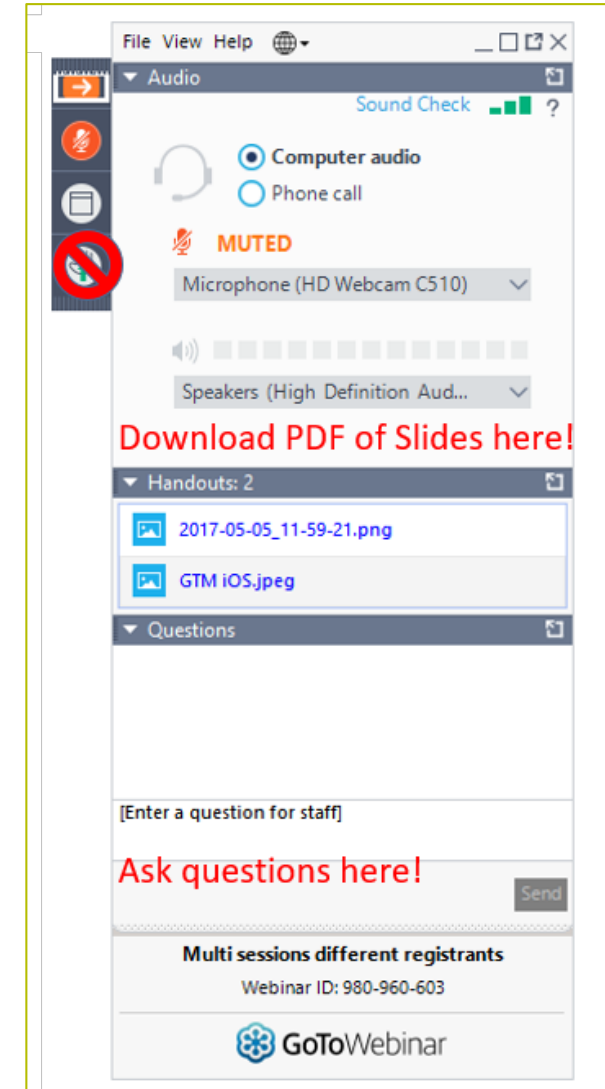 File View Help
Audio
Sound Check ?
Computer audio
Phone call
MUTED
Microphone (HD Webcam C510)
Speakers (High Definition Aud...
Download PDF of Slides here!
Handouts: 2
2017-05-05_11-59-21.png
GTM iOS.jpeg
Questions
[Enter a question for staff]
Ask questions here!
Send
Multi sessions different registrants
Webinar ID: 980-960-603
GoToWebinar